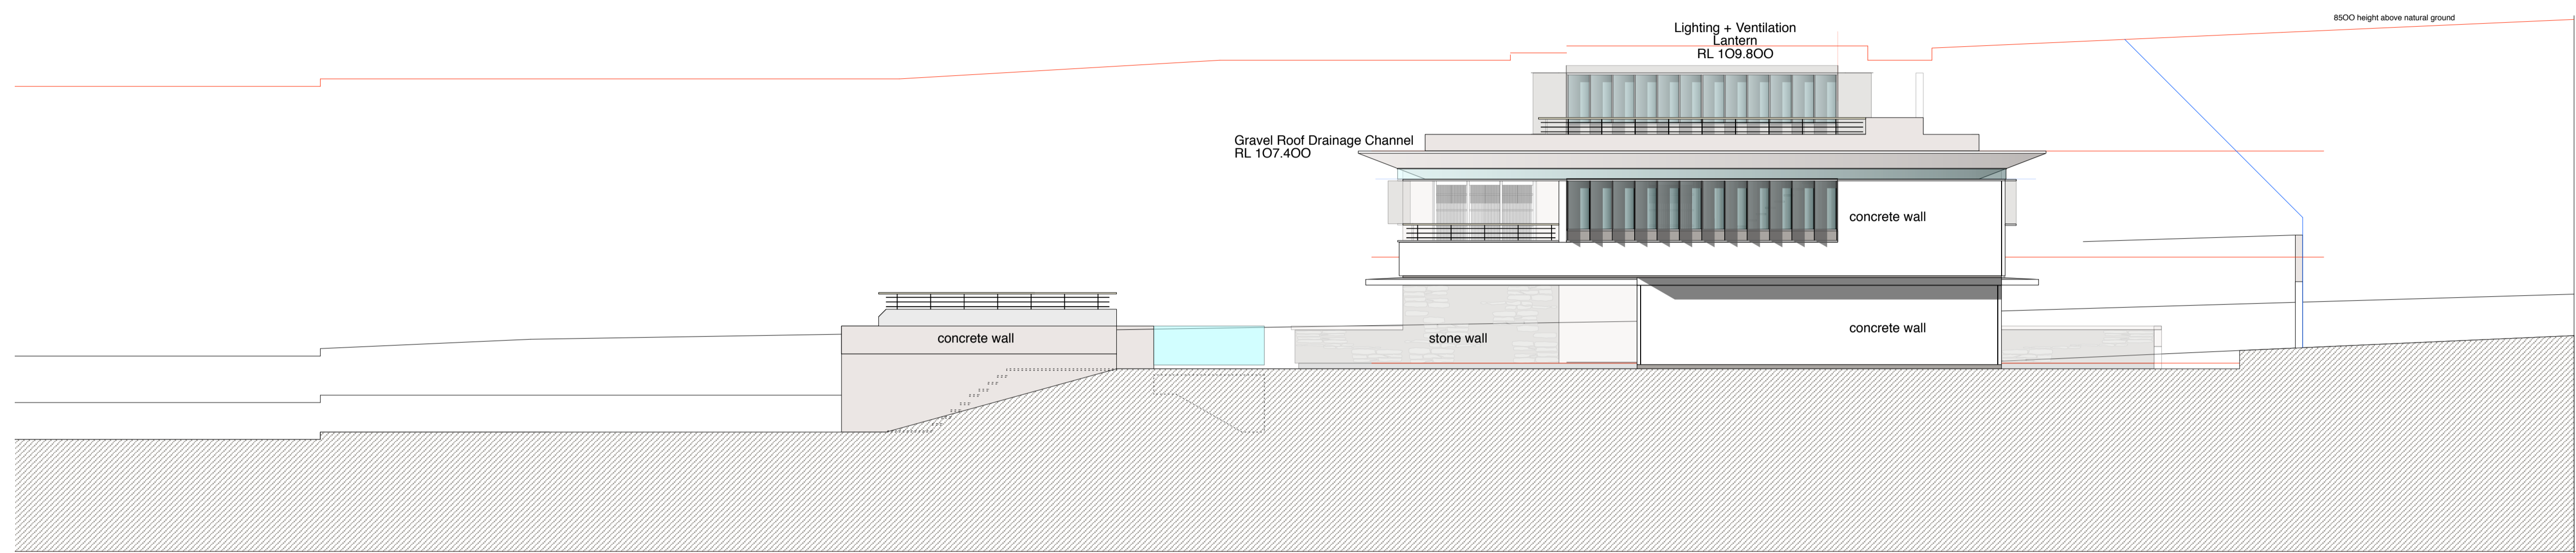 8500 height above natural ground
Lighting + Ventilation
Lantern
RL 109.800
Gravel Roof Drainage Channel
RL 107.400
concrete wall
concrete wall
concrete wall
stone wall